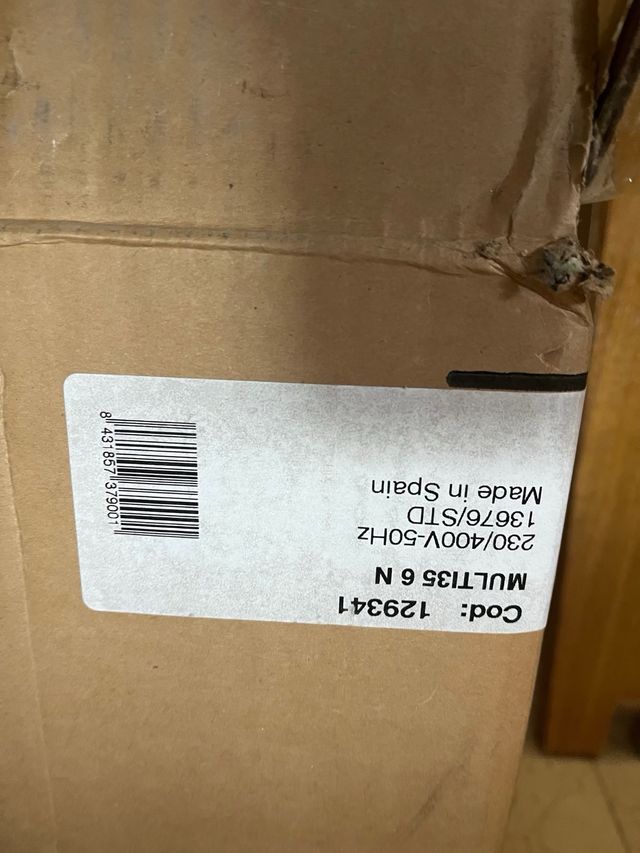 Cod: 129341
MULTI35 6 N
230/400V-50Hz
13676/STD
Made in Spain
8 431857 379001